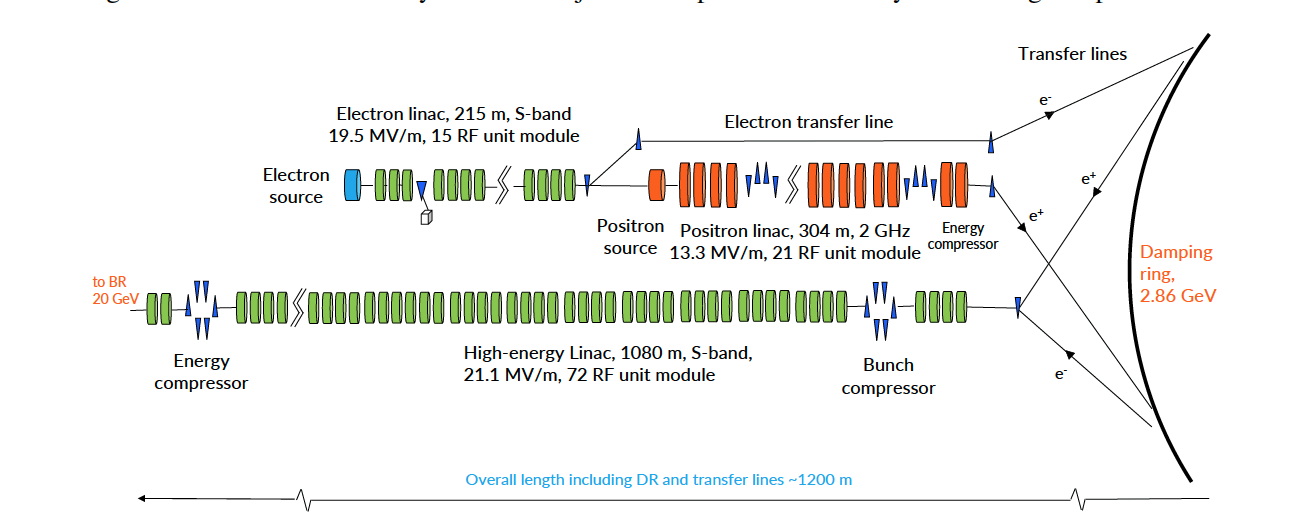 Transfer lines
e-
Electron linac, 215 m, S-band
19.5 MV/m, 15 RF unit module
Electron transfer line
Electron
source
e+
Positron
source
Positron linac, 304 m, 2 GHz
13.3 MV/m, 21 RF unit module
Energy
compressor
e+
Damping
ring,
2.86 GeV
to BR
20 GeV
Energy
compressor
High-energy Linac, 1080 m, S-band,
21.1 MV/m, 72 RF unit module
Bunch
compressor
e-
Overall length including DR and transfer lines ~1200 m